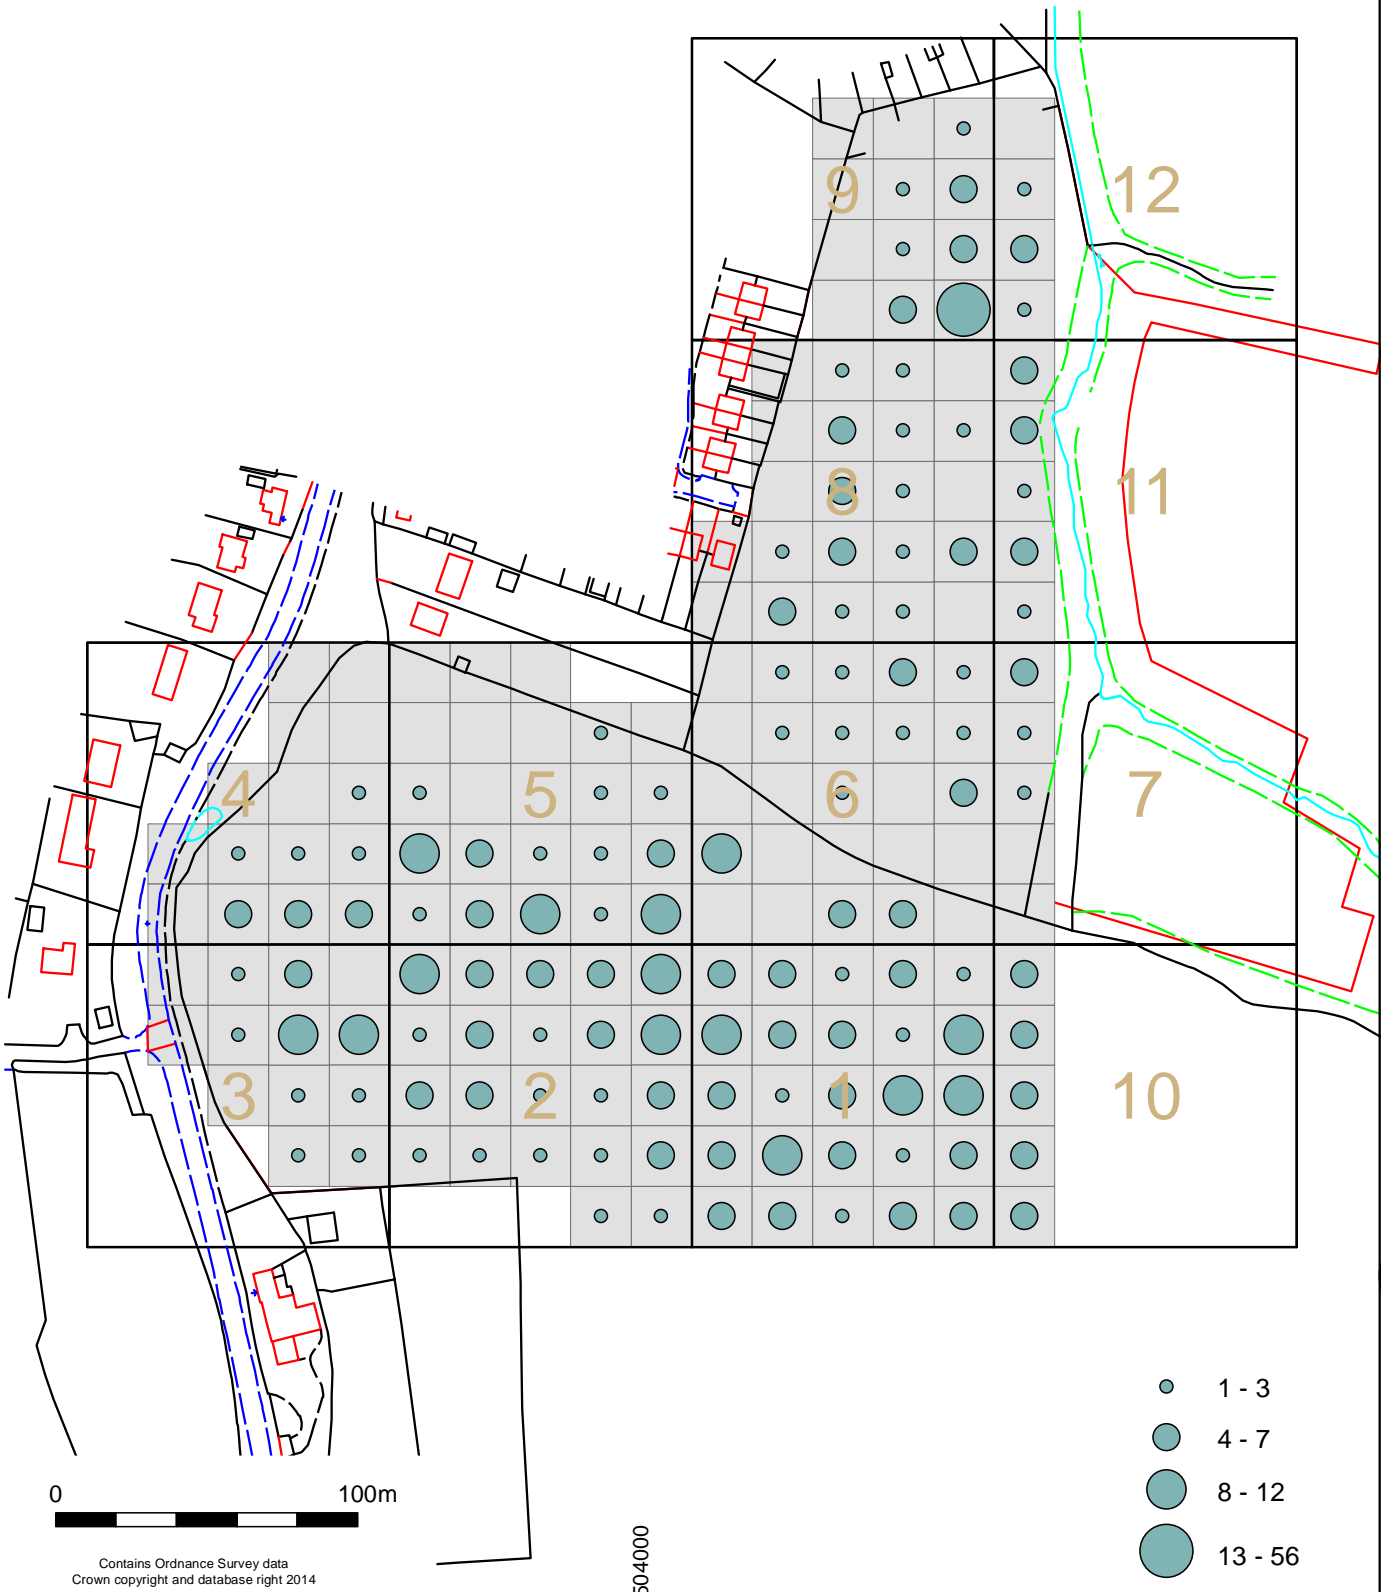 9
12
8
11
4
5
6
7
3
2
1
10
1 - 3
4 - 7
8 - 12
13 - 56
0 100m
Contains Ordnance Survey data
Crown copyright and database right 2014
504000